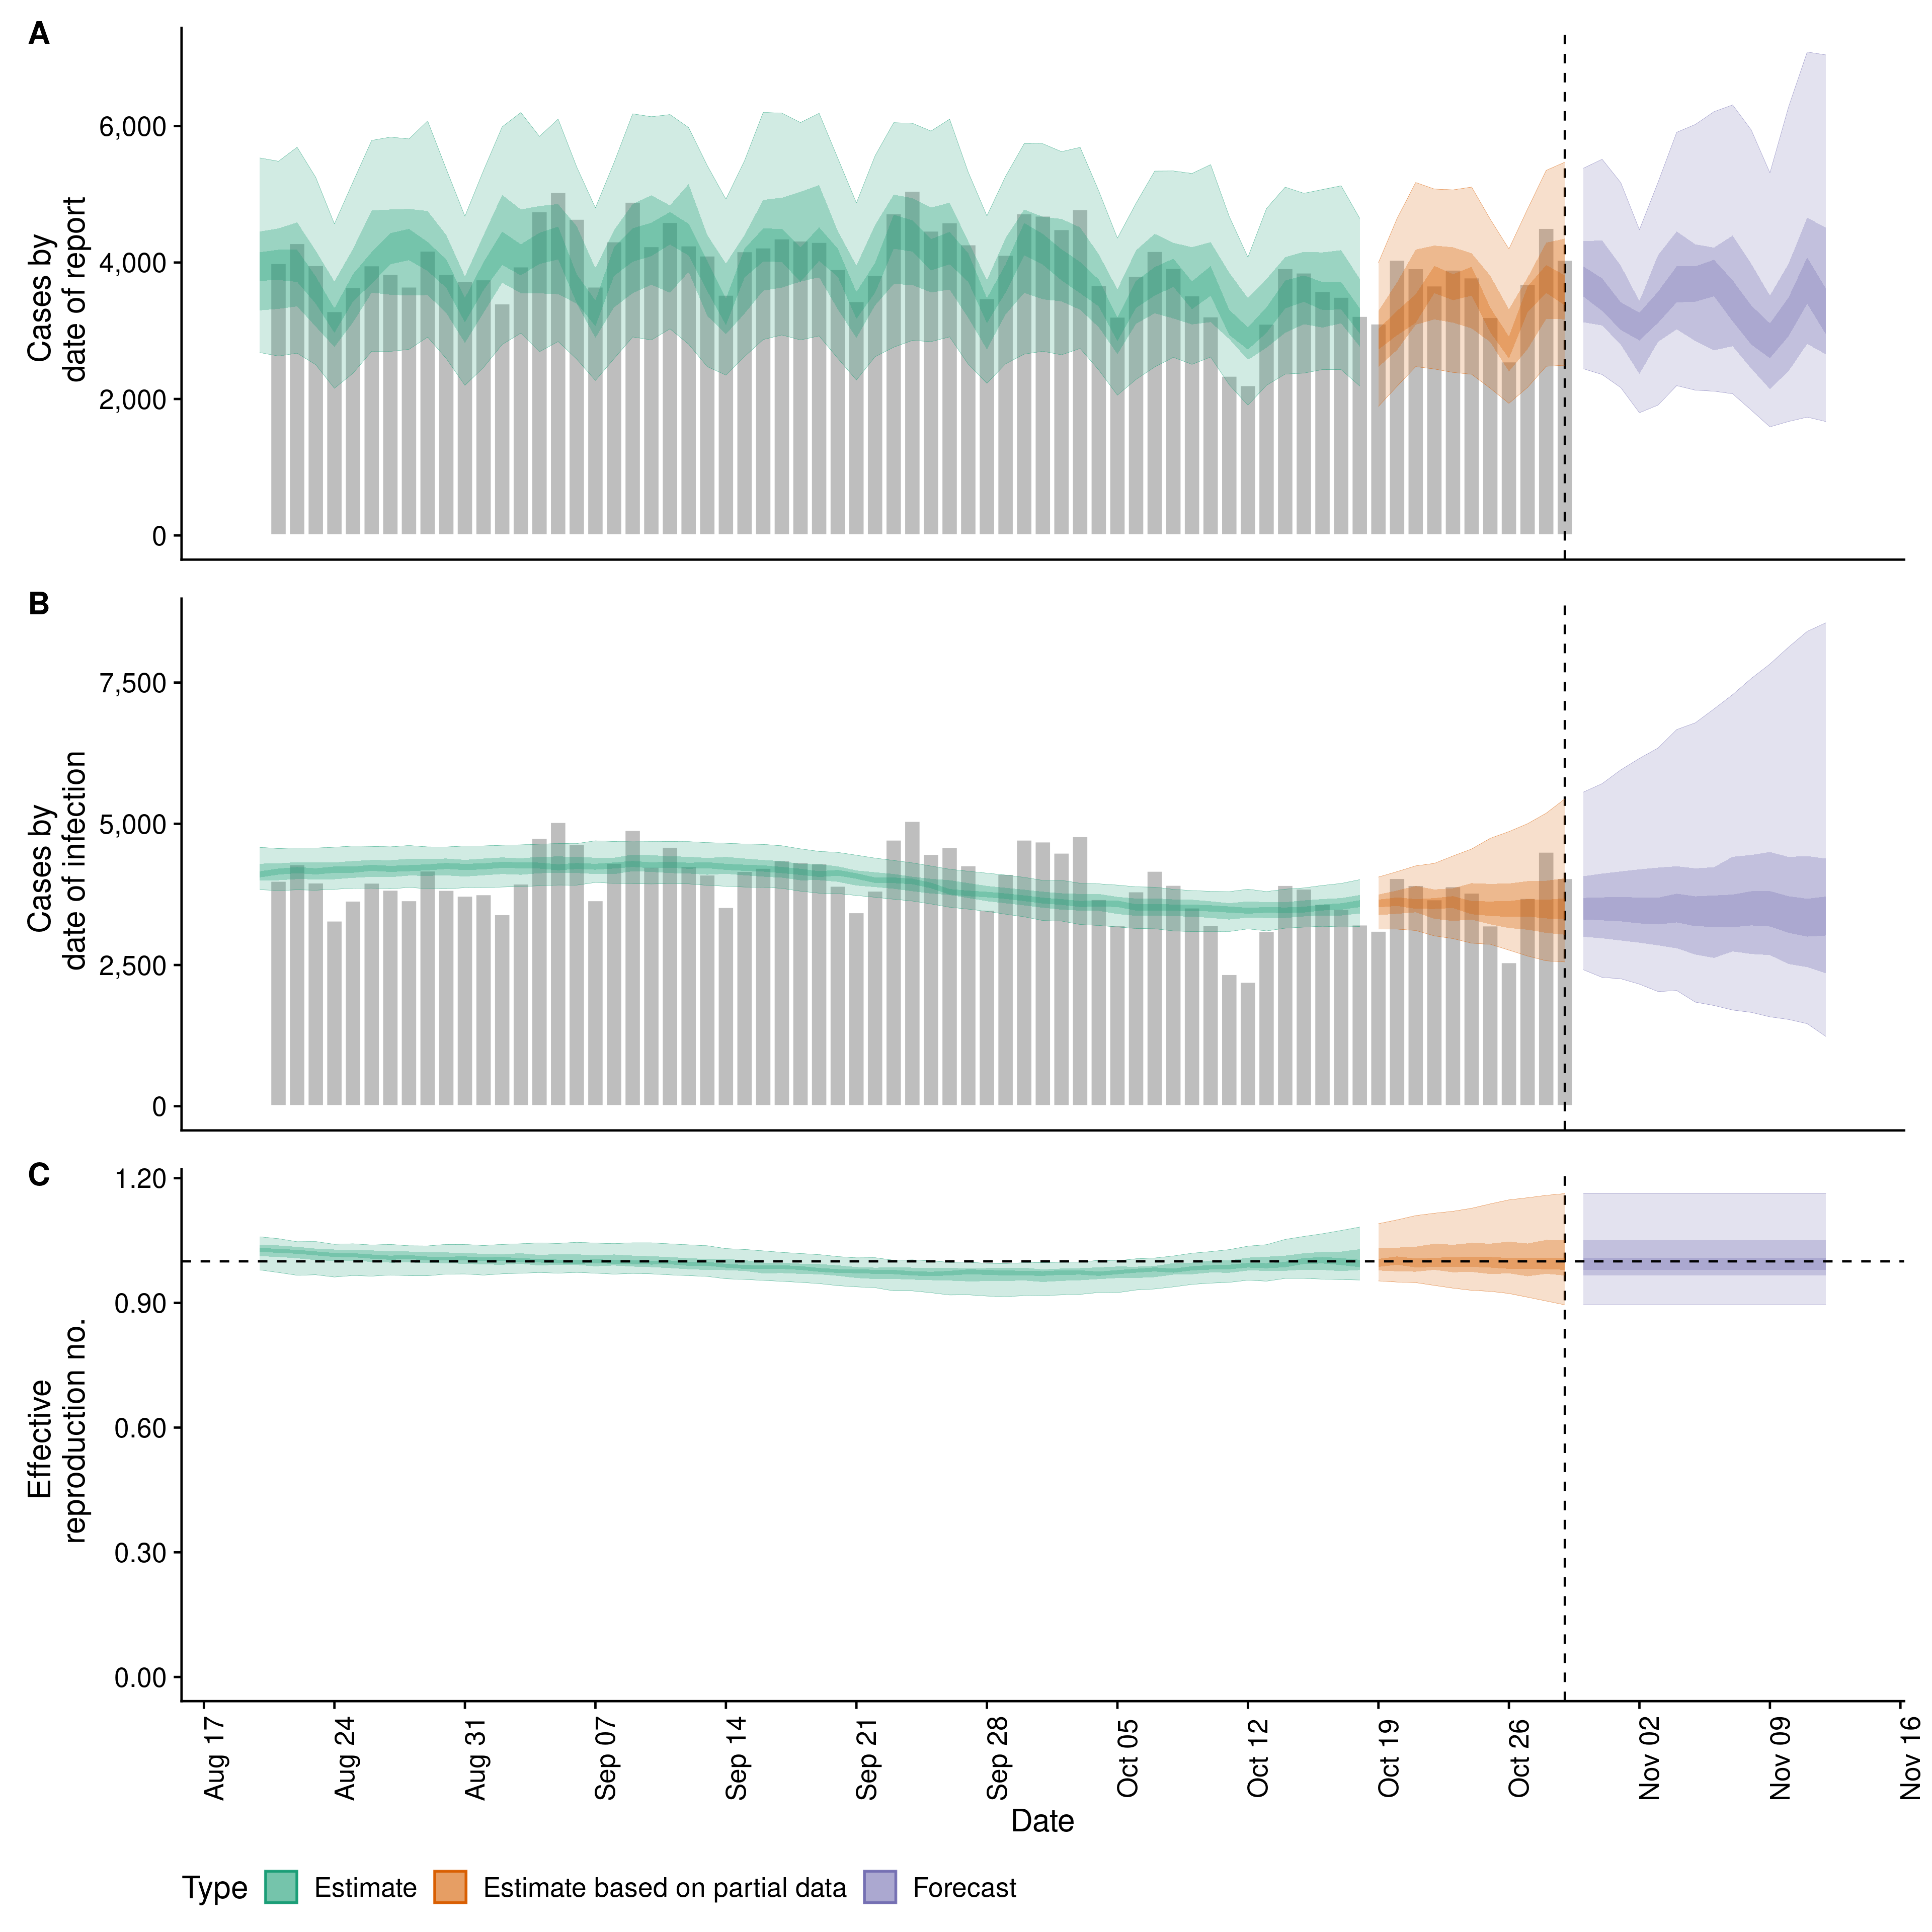 A
Cases by
date of report
6,000
4,000
2,000
0
B
Cases by
date of infection
7,500
5,000
2,500
0
C
Effective
reproduction no.
1.20
0.90
0.60
0.30
0.00
Aug 17
Aug 24
Aug 31
Sep 07
Sep 14
Sep 21
Sep 28
Oct 05
Oct 12
Oct 19
Oct 26
Nov 02
Nov 09
Nov 16
Date
Type Estimate Estimate based on partial data Forecast